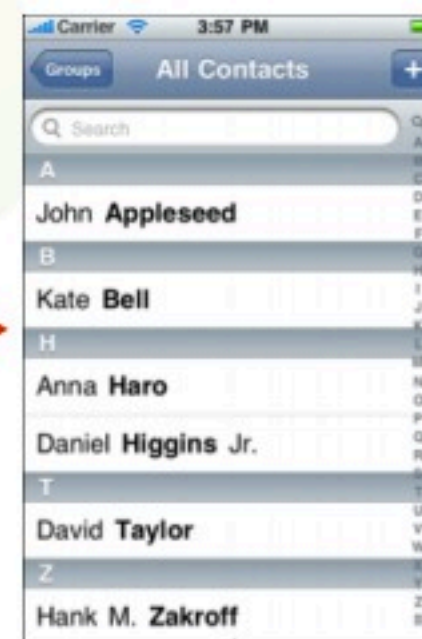 Carrier 3:57 PM
Groups All Contacts +
Search
A
John Appleseed
B
Kate Bell
H
Anna Haro
Daniel Higgins Jr.
T
David Taylor
Z
Hank M. Zakroff